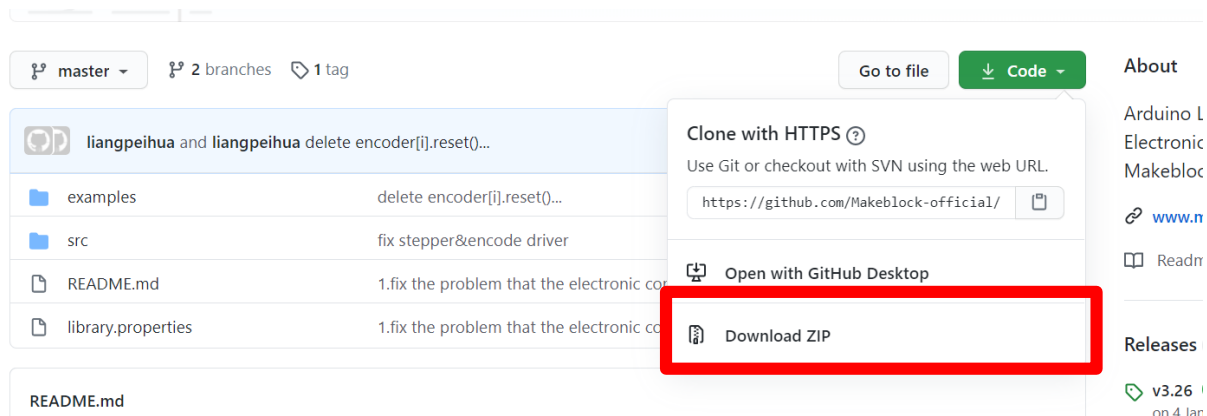 master
2 branches
1 tag
Go to file
Code
liangpeihua and liangpeihua delete encoder[i].reset()...
examples
delete encoder[i].reset()...
src
fix stepper&encode driver
README.md
1.fix the problem that the electronic
library.properties
1.fix the problem that the electronic
README.md
Clone with HTTPS
Use Git or checkout with SVN using the web URL.
https://github.com/Makeblock-official/
Open with GitHub Desktop
Download ZIP
About
Arduino
Electronic
Makebloc
www.m
Readm
Releases
v3.26
on 4 Jan